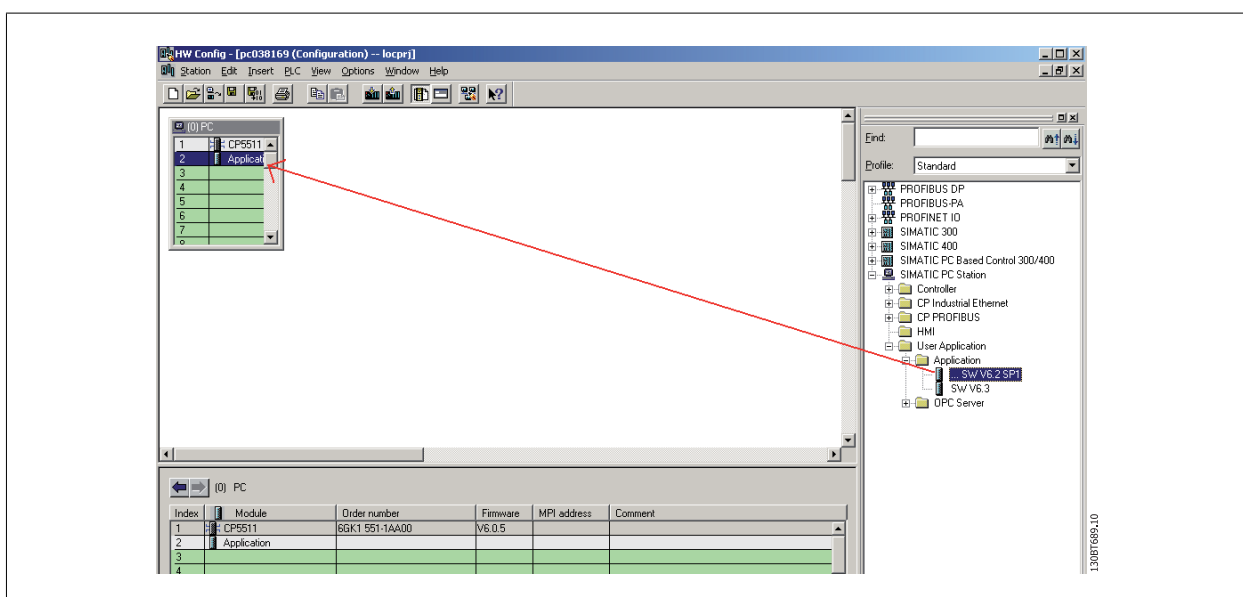 HW Config - [pc038169 (Configuration) -- locprj]
Station Edit Insert PLC View Options Window Help
(0) PC
1 CP5511
2 Applicati
3
4
5
6
7
Find:
Profile: Standard
PROFIBUS DP
PROFIBUS-PA
PROFINET IO
SIMATIC 300
SIMATIC 400
SIMATIC PC Based Control 300/400
SIMATIC PC Station
Controller
CP Industrial Ethernet
CP PROFIBUS
HMI
User Application
Application
... SW V6.2 SP1
SW V6.3
OPC Server
(0) PC
Index Module Order number Firmware MPI address Comment
1 CP5511 6GK1 551-1AA00 V6.0.5
2 Application
3
4
130BT689.10